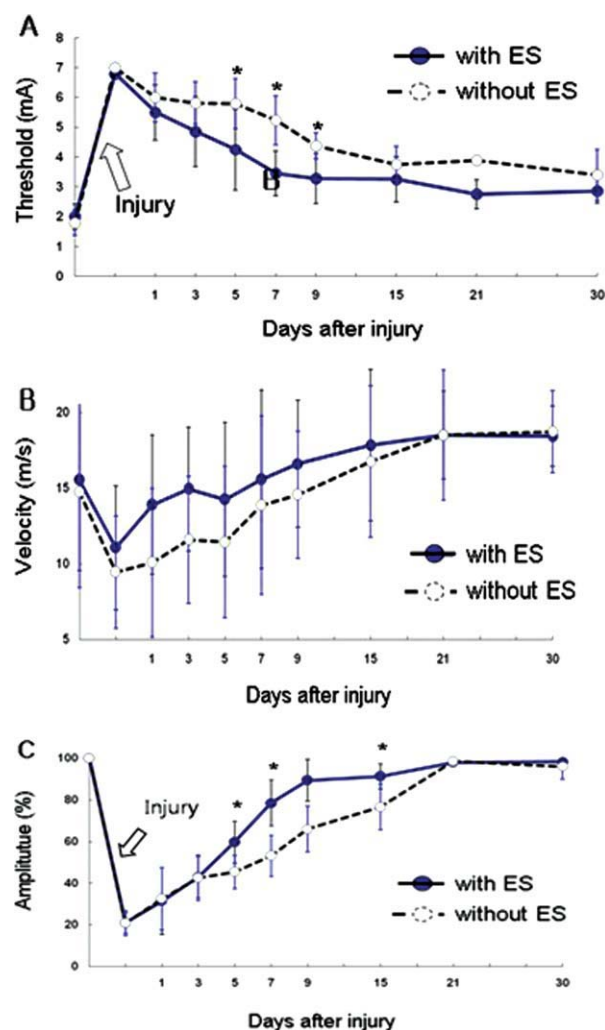 A
8
7
6
5
4
3
2
1
0
Threshold (mA)
with ES
without ES
* * *
B
Injury
1 3 5 7 9 15 21 30
Days after injury
B
20
15
10
5
Velocity (m/s)
with ES
without ES
1 3 5 7 9 15 21 30
Days after injury
C
100
80
60
40
20
0
Amplitutue (%)
Injury
* * *
with ES
without ES
1 3 5 7 9 15 21 30
Days after injury